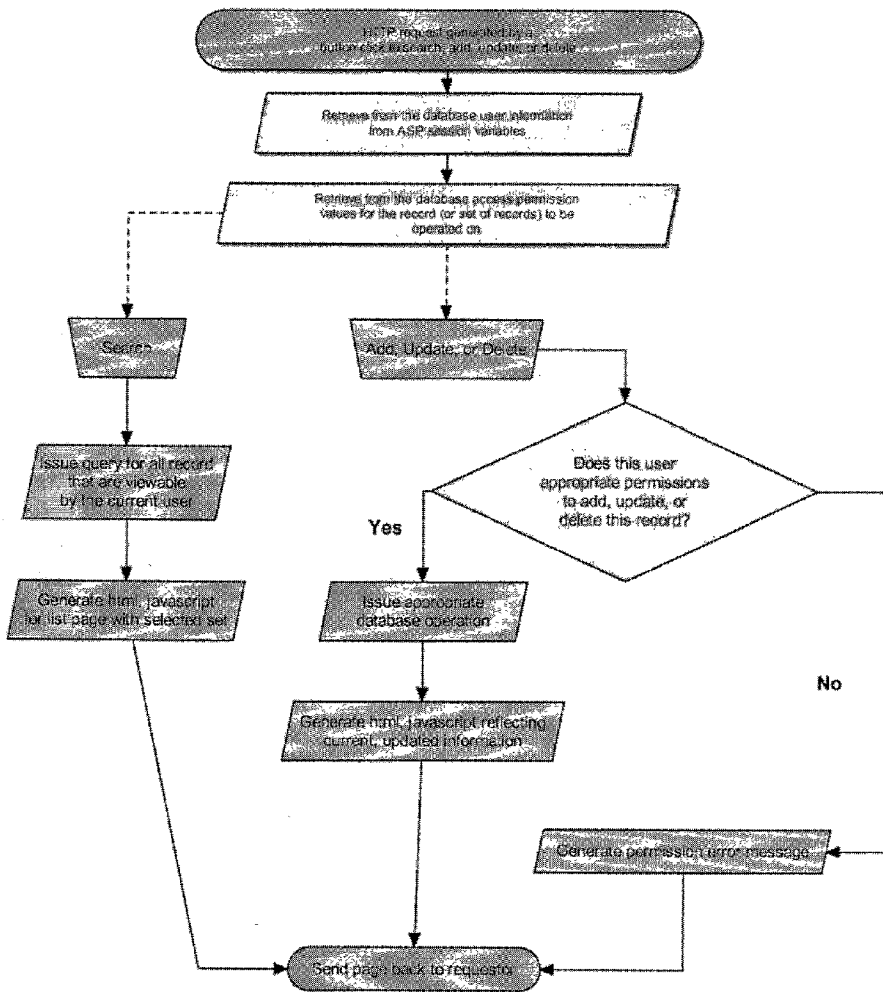 HTTP request generated by a
button click to search, add, update, or delete
Retrieve from the database user information
from ASP session variables
Retrieve from the database access permission
values for the record (or set of records) to be
operated on
Search
Add, Update, or Delete
Issue query for all record
that are viewable
by the current user
Does this user
appropriate permissions
to add, update, or
delete this record?
Yes
Generate html, javascript
for list page with selected set
Issue appropriate
database operation
No
Generate html, javascript reflecting
current, updated information
Generate permission error message
Send page back to requestor